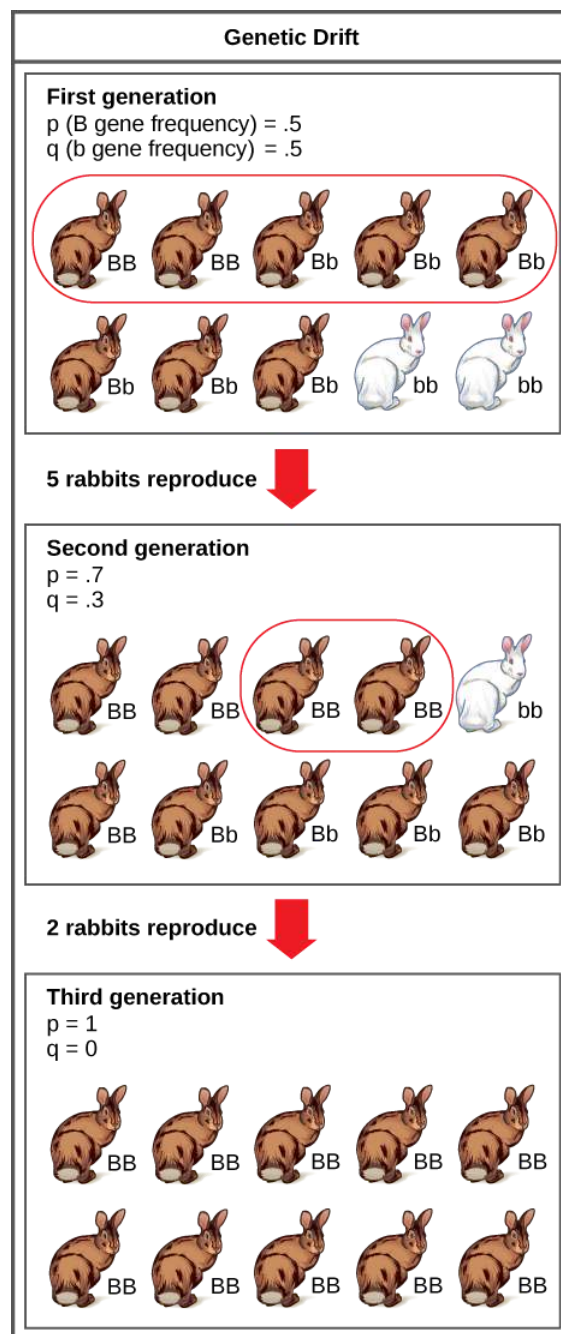 Genetic Drift
First generation
p (B gene frequency) = .5
q (b gene frequency) = .5
BB BB Bb Bb Bb
Bb Bb Bb bb bb
5 rabbits reproduce
Second generation
p = .7
q = .3
BB BB BB BB bb
BB Bb Bb Bb Bb
2 rabbits reproduce
Third generation
p = 1
q = 0
BB BB BB BB BB
BB BB BB BB BB